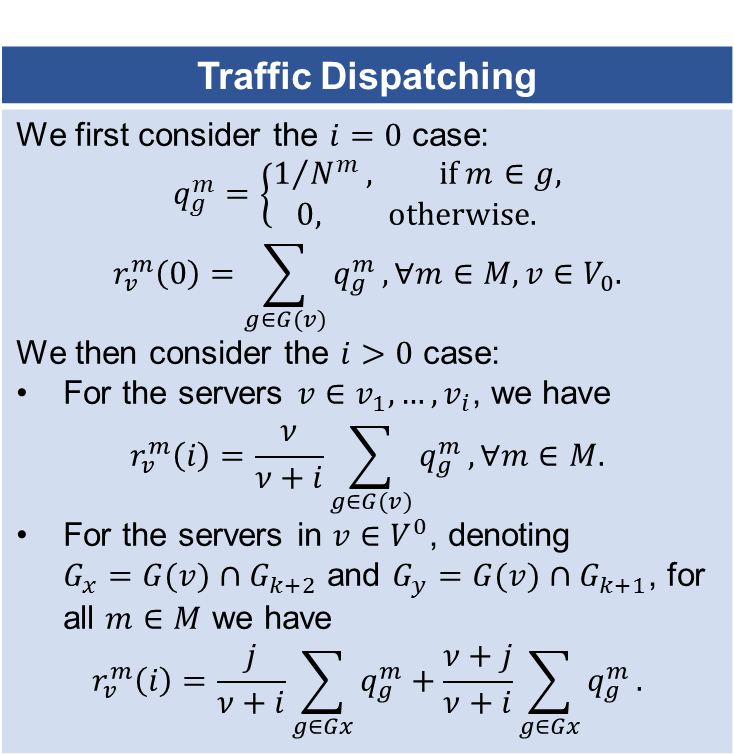 Traffic Dispatching
We first consider the 𝑖 = 0 case:
q_g^m = { 1/N^m , if m ∈ g,
0, otherwise.
r_v^m(0) = ∑_{g∈G(v)} q_g^m , ∀m ∈ M, v ∈ V_0.
We then consider the i > 0 case:
• For the servers v ∈ v_1, … , v_i, we have
r_v^m(i) = ν/(ν + i) ∑_{g∈G(v)} q_g^m , ∀m ∈ M.
• For the servers in v ∈ V^0, denoting
G_x = G(v) ∩ G_{k+2} and G_y = G(v) ∩ G_{k+1}, for
all m ∈ M we have
r_v^m(i) = j/(ν + i) ∑_{g∈Gx} q_g^m + (ν + j)/(ν + i) ∑_{g∈Gx} q_g^m .